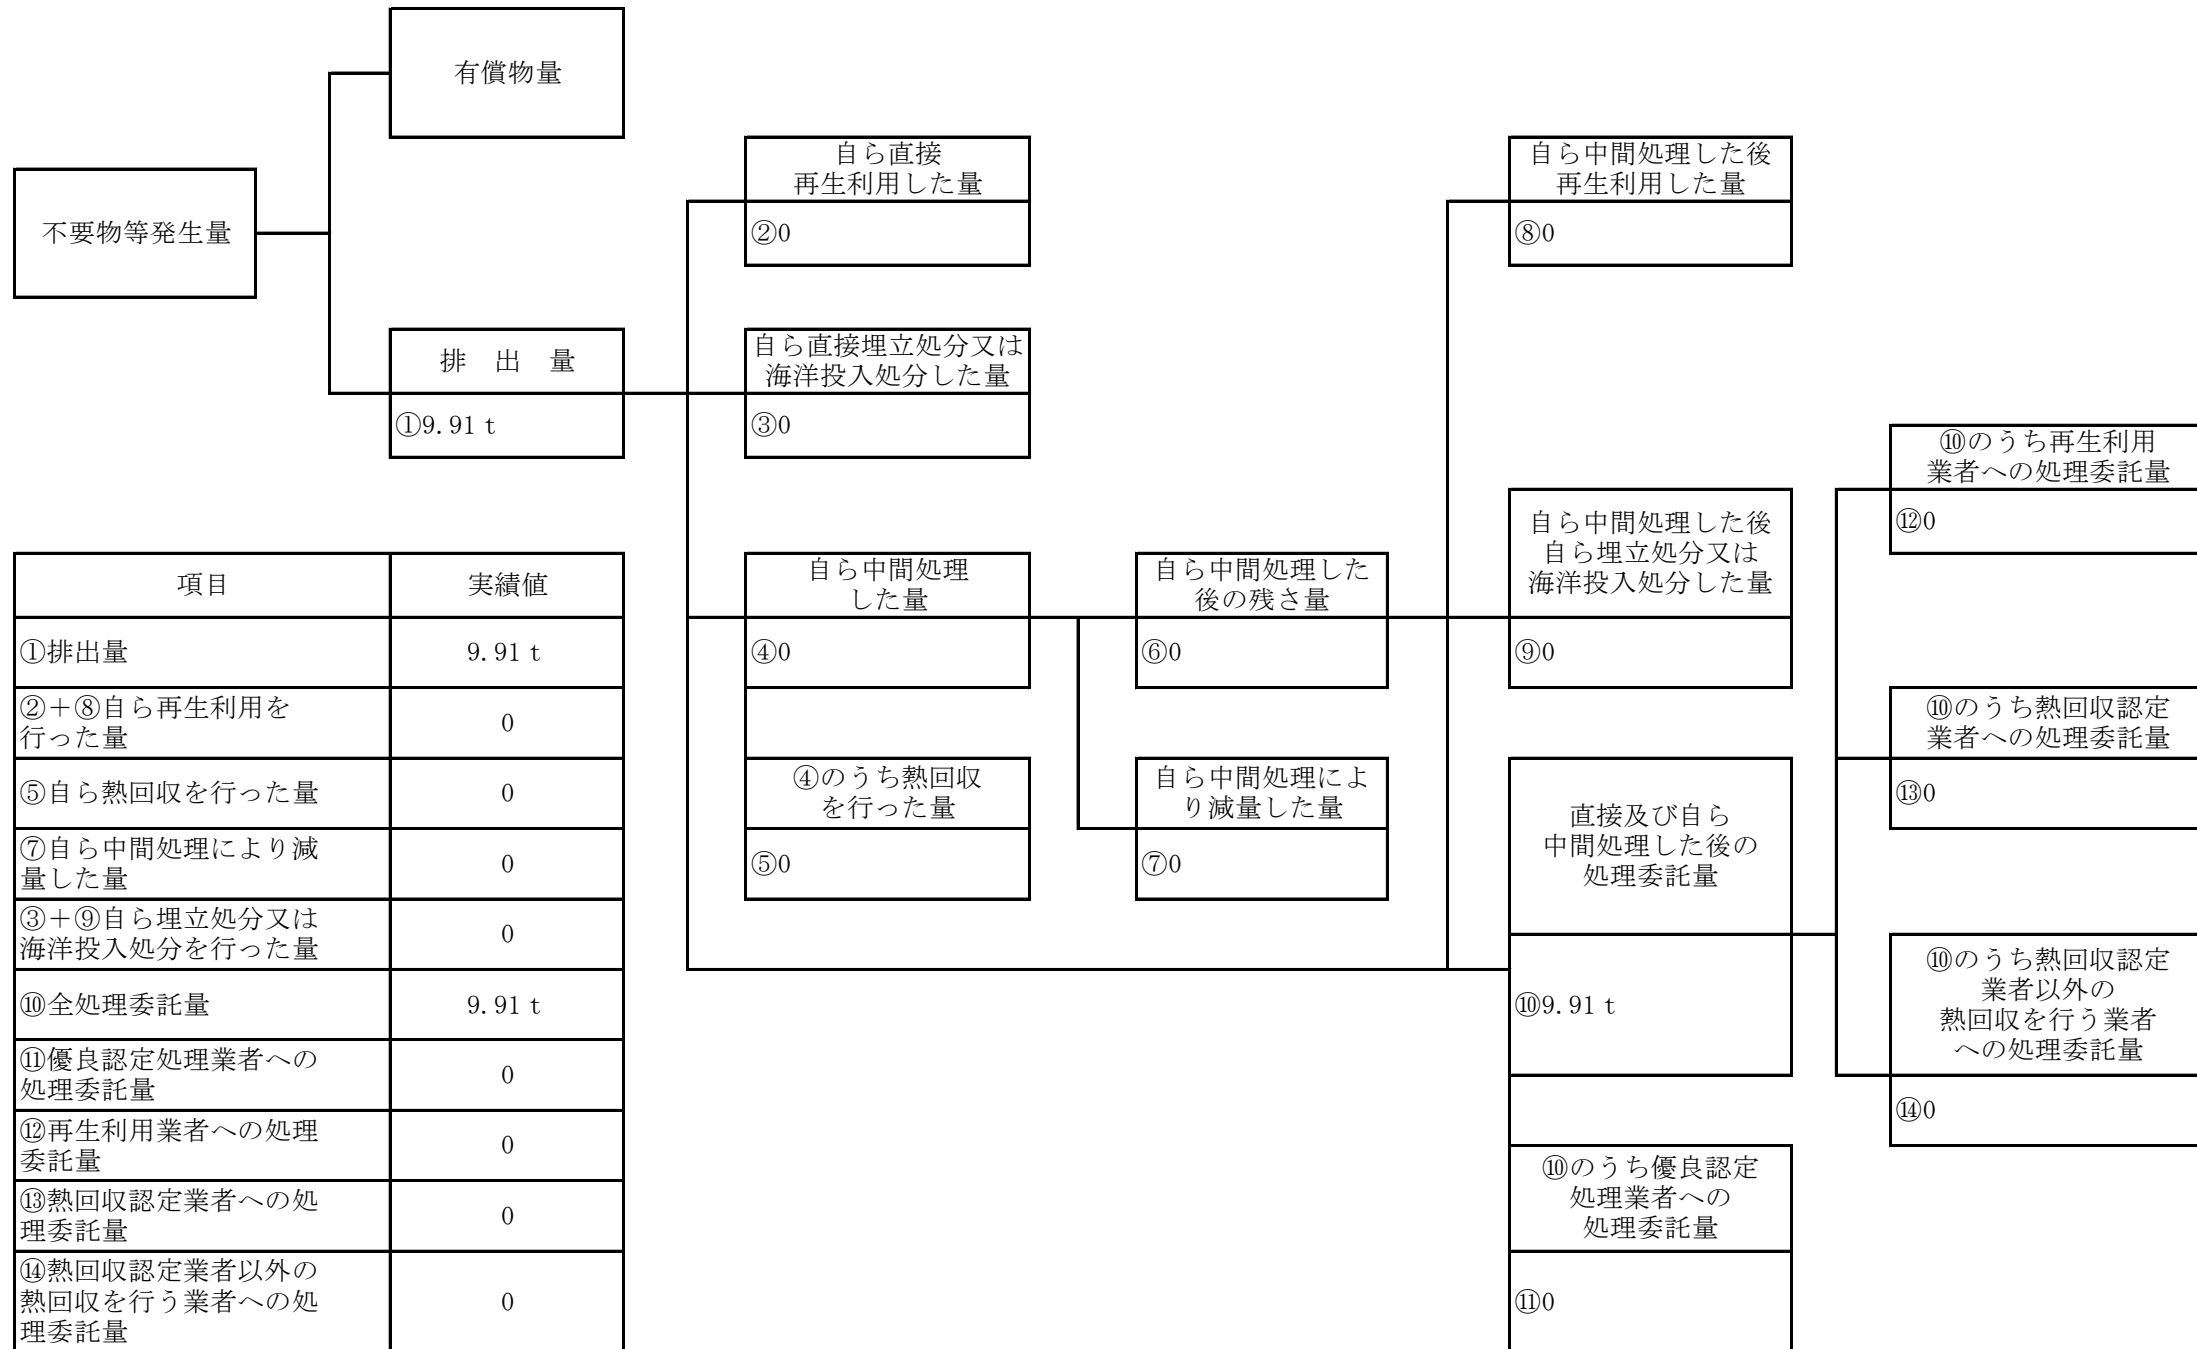 有償物量
不要物等発生量
排　出　量
①9.91 t
自ら直接
再生利用した量
②0
自ら直接埋立処分又は
海洋投入処分した量
③0
自ら中間処理
した量
④0
④のうち熱回収
を行った量
⑤0
自ら中間処理した
後の残さ量
⑥0
自ら中間処理によ
り減量した量
⑦0
自ら中間処理した後
再生利用した量
⑧0
自ら中間処理した後
自ら埋立処分又は
海洋投入処分した量
⑨0
直接及び自ら
中間処理した後の
処理委託量
⑩9.91 t
⑩のうち優良認定
処理業者への
処理委託量
⑪0
⑩のうち再生利用
業者への処理委託量
⑫0
⑩のうち熱回収認定
業者への処理委託量
⑬0
⑩のうち熱回収認定
業者以外の
熱回収を行う業者
への処理委託量
⑭0
項目 実績値
①排出量 9.91 t
②＋⑧自ら再生利用を
行った量 0
⑤自ら熱回収を行った量 0
⑦自ら中間処理により減
量した量 0
③＋⑨自ら埋立処分又は
海洋投入処分を行った量 0
⑩全処理委託量 9.91 t
⑪優良認定処理業者への
処理委託量 0
⑫再生利用業者への処理
委託量 0
⑬熱回収認定業者への処
理委託量 0
⑭熱回収認定業者以外の
熱回収を行う業者への処 0
理委託量